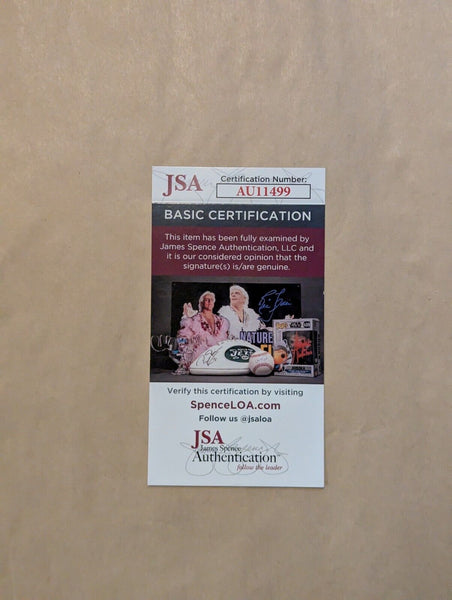 JSA
Certification Number:
AU11499
BASIC CERTIFICATION
This item has been fully examined by
James Spence Authentication, LLC and
it is our considered opinion that the
signature(s) is/are genuine.
NATURE
JETS
Verify this certification by visiting
SpenceLOA.com
Follow us @jsaloa
JSA
James Spence
Authentication
follow the leader